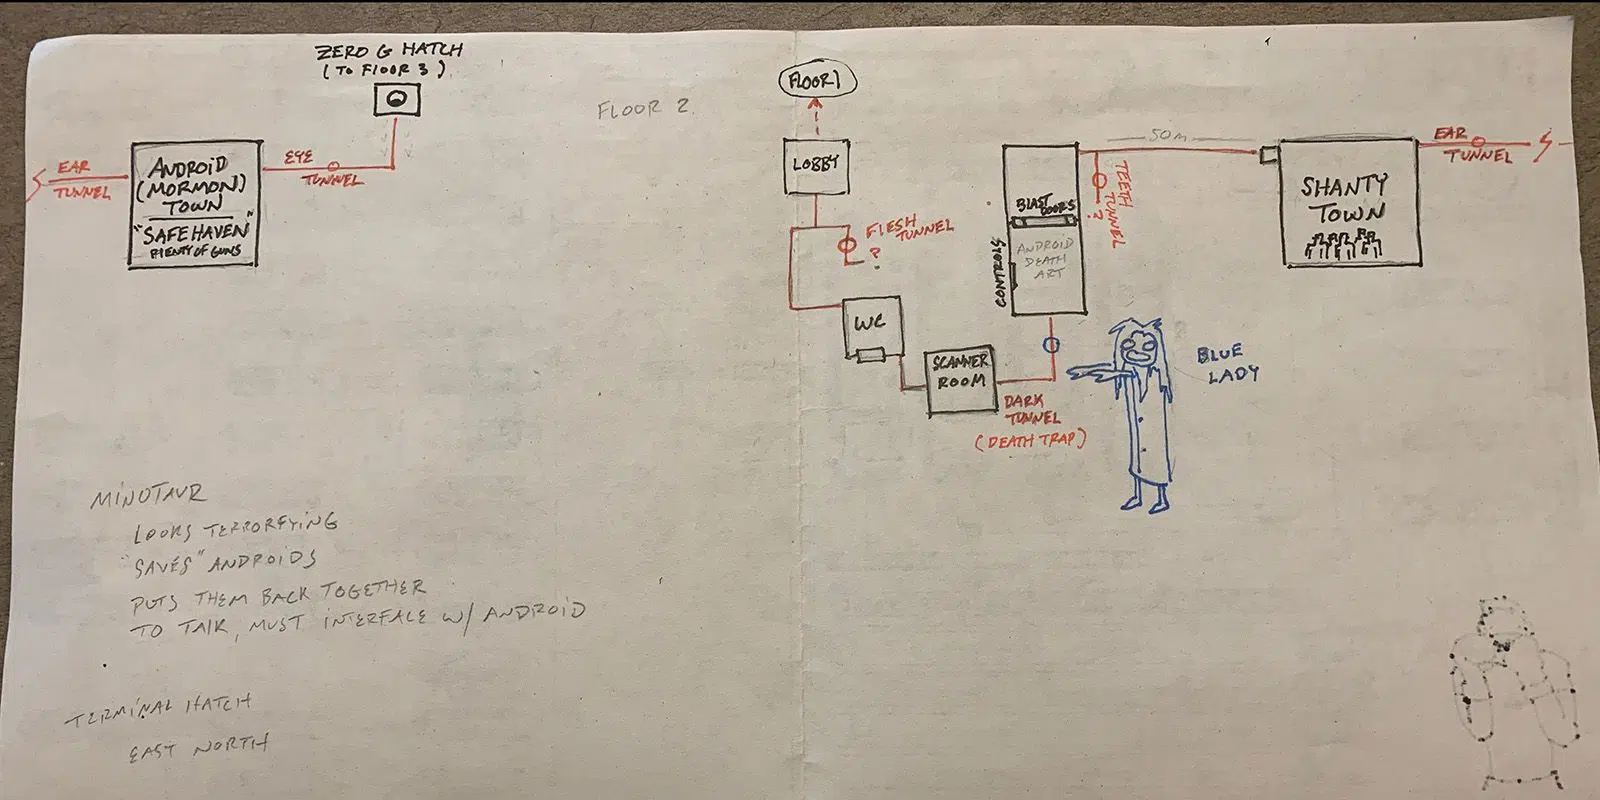 ZERO G HATCH
(TO FLOOR 3)
EAR
TUNNEL
ANDROID
(MORMON)
TOWN
"SAFE HAVEN"
PLENTY OF GUNS
EYE
TUNNEL
FLOOR 2
FLOOR 1
LOBBY
FLESH TUNNEL
?
WC
SCANNER
ROOM
DARK
TUNNEL
(DEATH TRAP)
CONTROLS
BLAST DOORS
ANDROID
DEATH
ART
TEETH
TUNNEL
?
50m
SHANTY
TOWN
EAR
TUNNEL
BLUE
LADY
MINOTAUR
LOOKS TERRORFYING
"SAVES" ANDROIDS
PUTS THEM BACK TOGETHER
TO TALK, MUST INTERFACE W/ ANDROID
TERMINAL HATCH
EAST NORTH